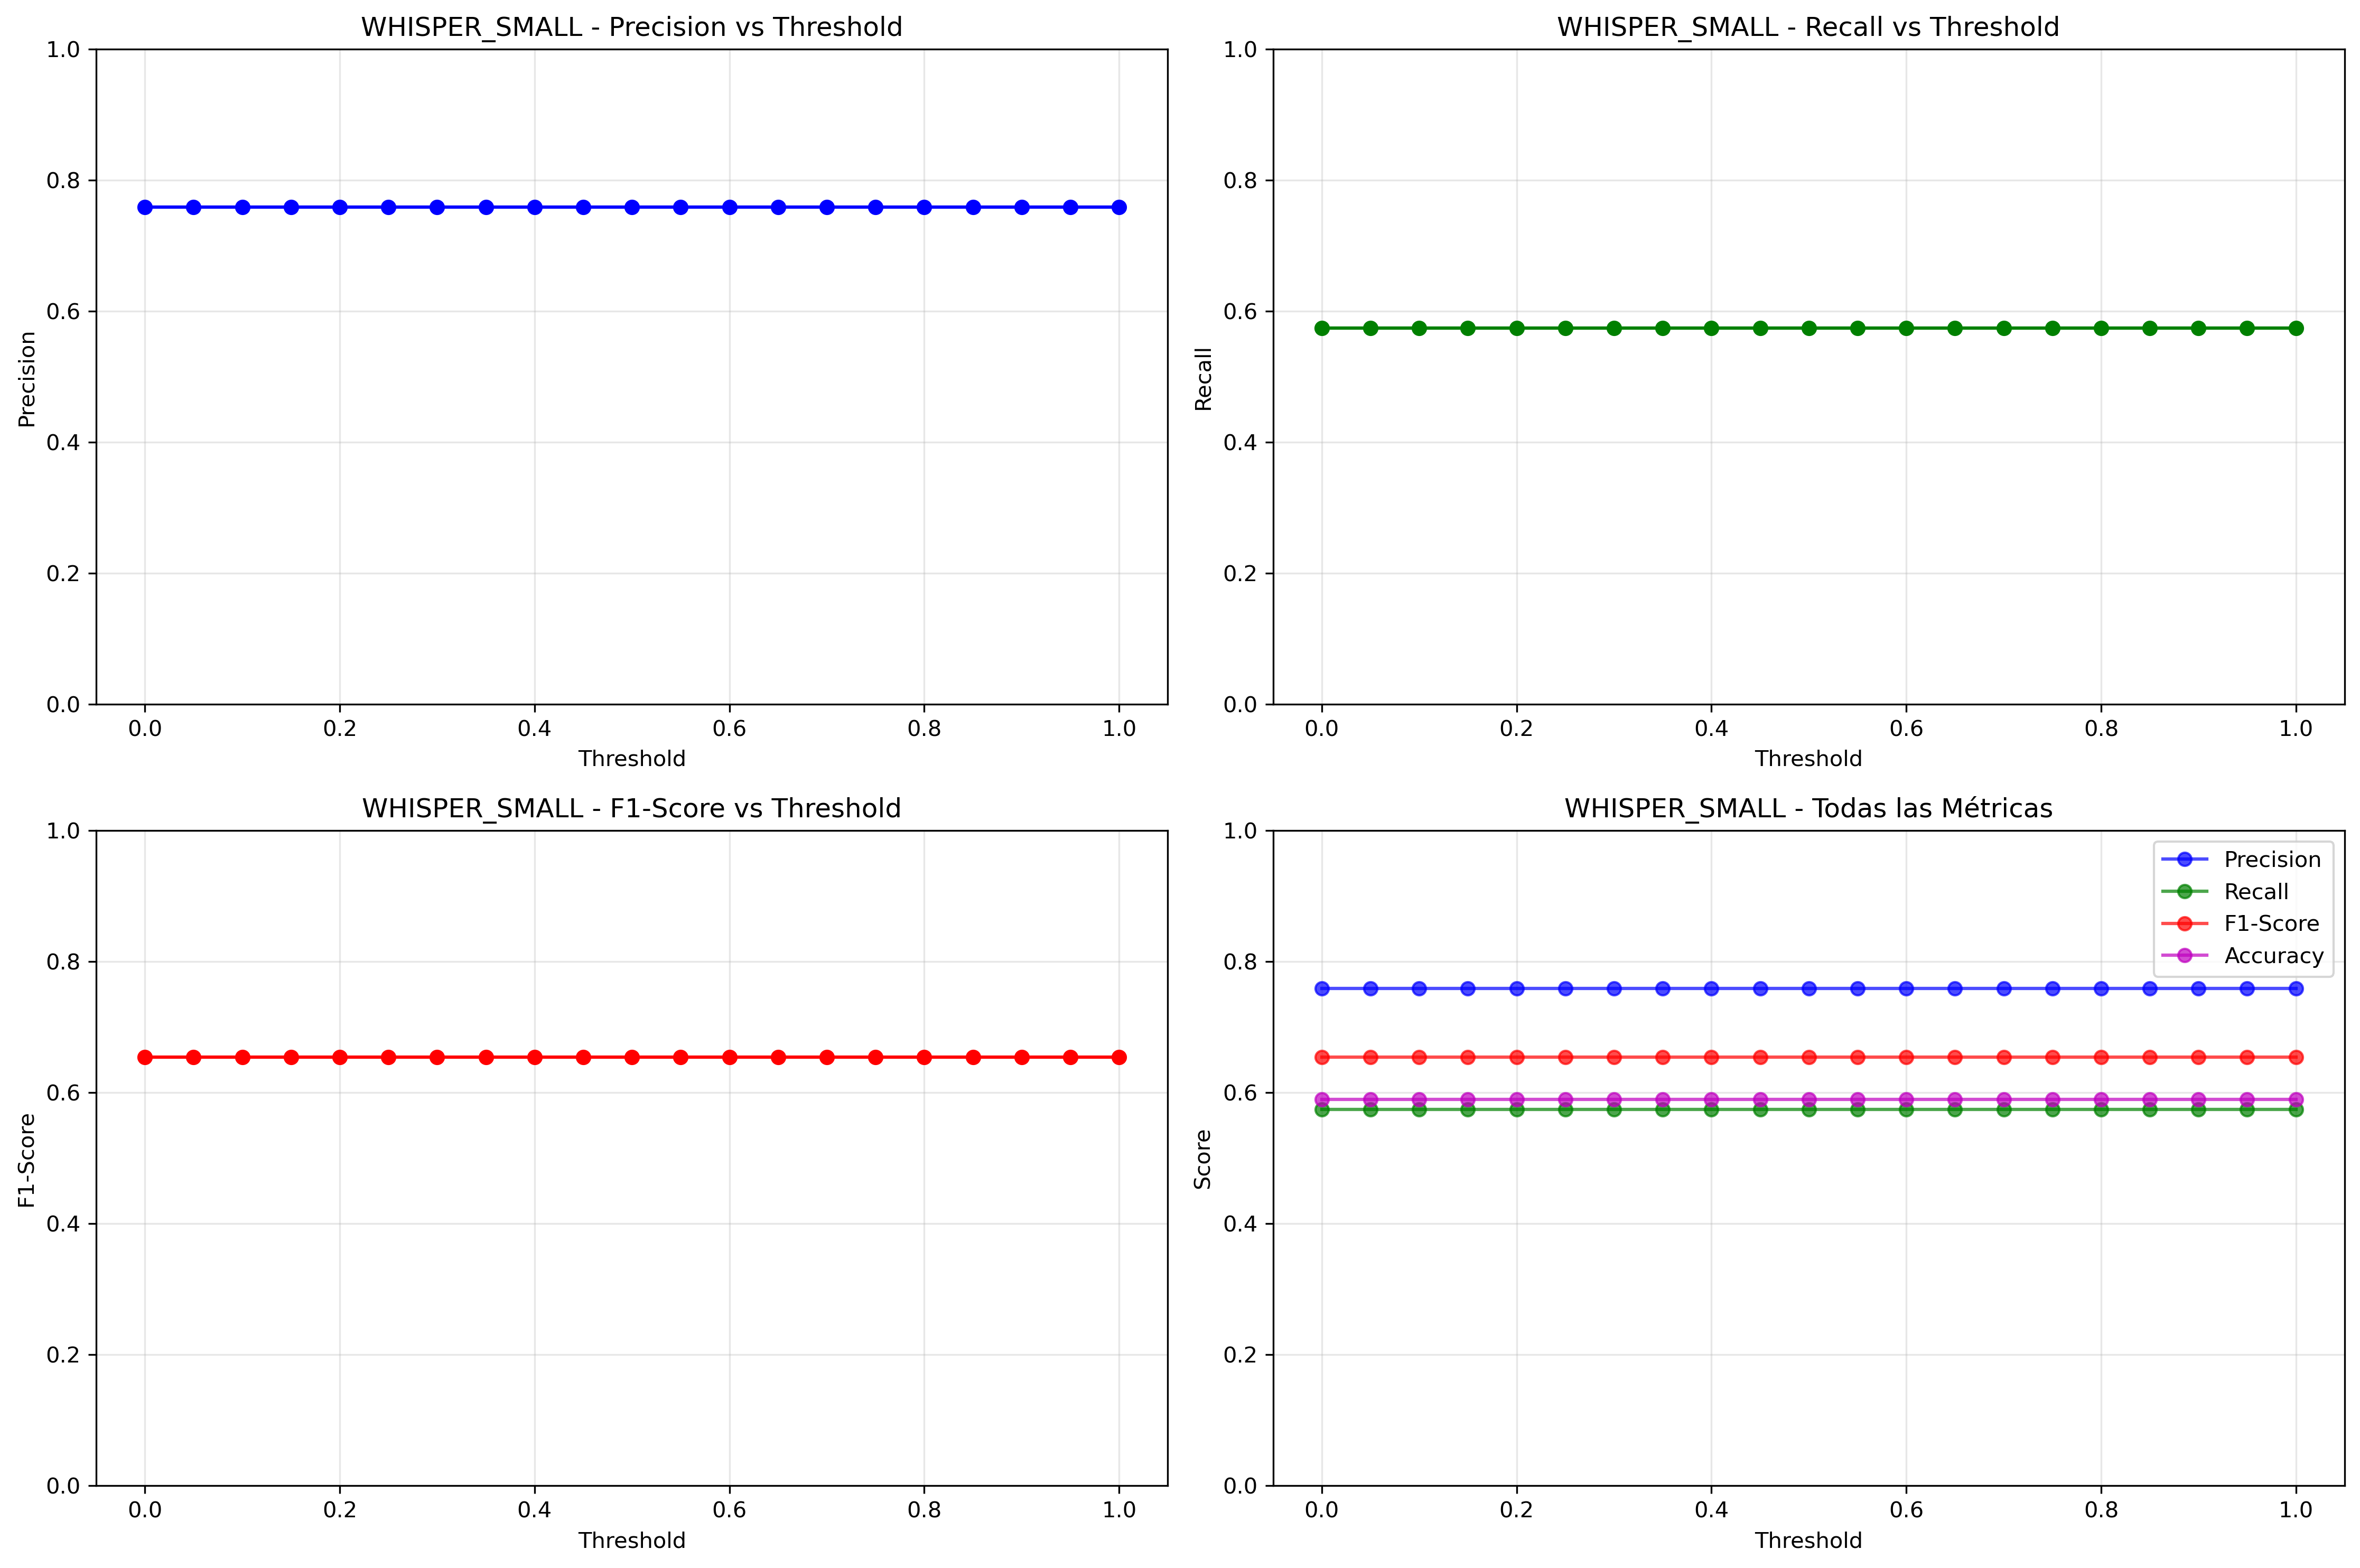 WHISPER_SMALL - Precision vs Threshold
1.0
0.8
0.6
0.4
0.2
0.0
Precision
0.0 0.2 0.4 0.6 0.8 1.0
Threshold
WHISPER_SMALL - Recall vs Threshold
1.0
0.8
0.6
0.4
0.2
0.0
Recall
0.0 0.2 0.4 0.6 0.8 1.0
Threshold
WHISPER_SMALL - F1-Score vs Threshold
1.0
0.8
0.6
0.4
0.2
0.0
F1-Score
0.0 0.2 0.4 0.6 0.8 1.0
Threshold
WHISPER_SMALL - Todas las Métricas
1.0
0.8
0.6
0.4
0.2
0.0
Score
Precision
Recall
F1-Score
Accuracy
0.0 0.2 0.4 0.6 0.8 1.0
Threshold